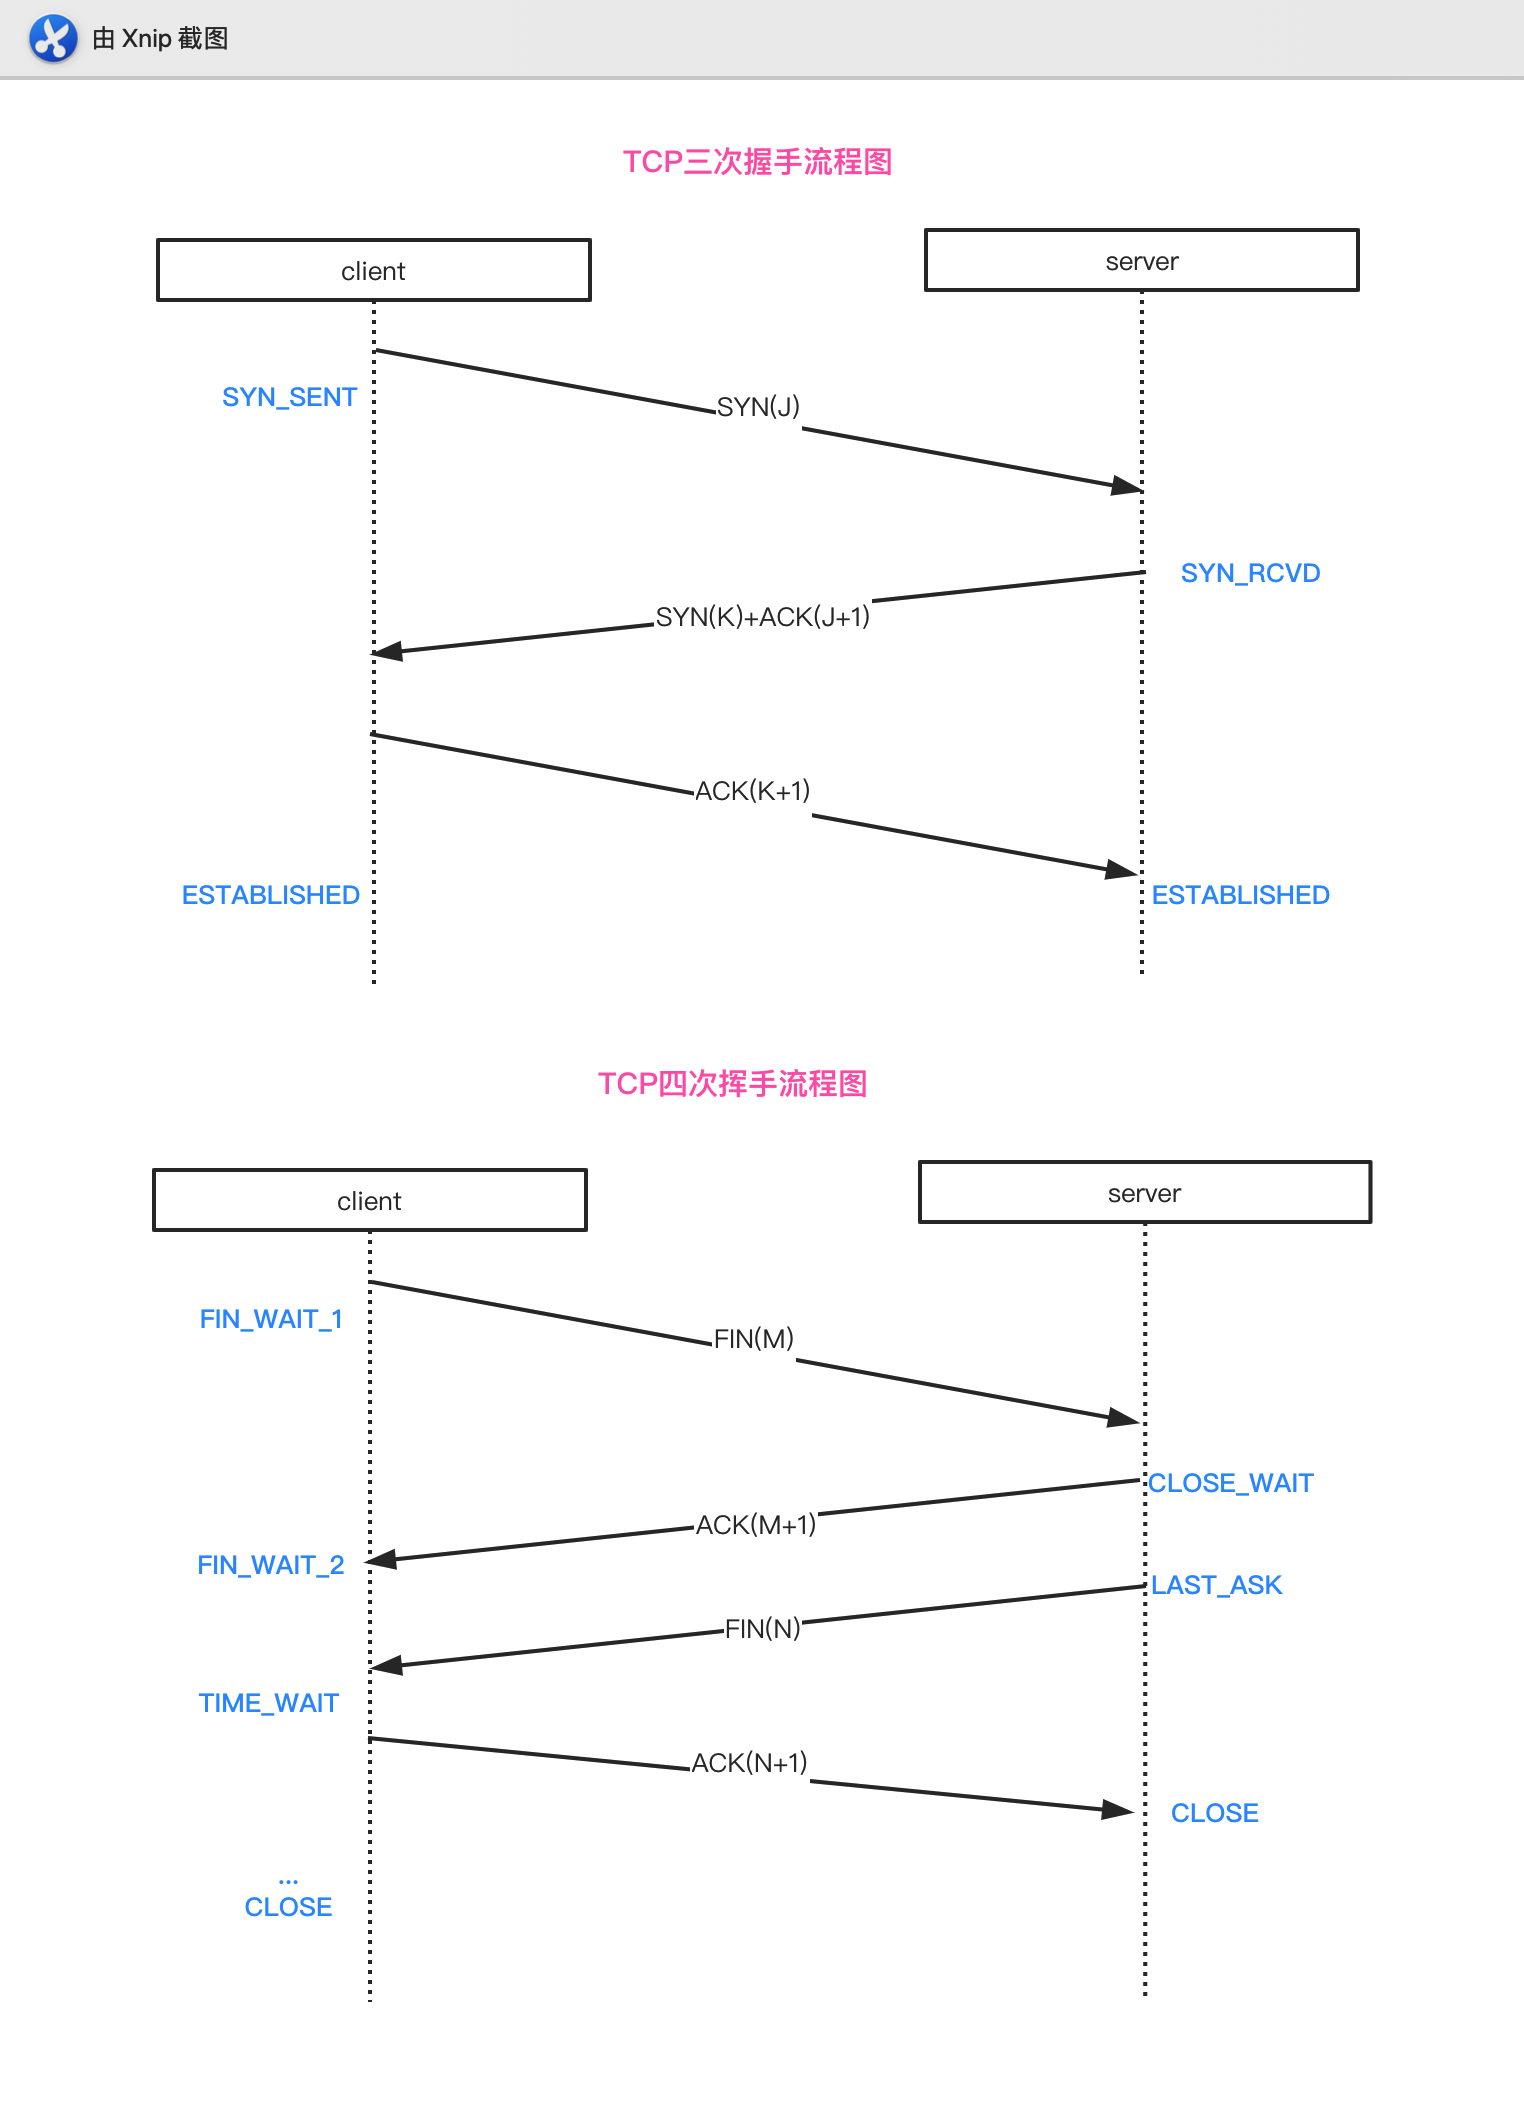 由 Xnip 截图
TCP三次握手流程图
client
server
SYN_SENT
SYN(J)
SYN_RCVD
SYN(K)+ACK(J+1)
ACK(K+1)
ESTABLISHED
ESTABLISHED
TCP四次挥手流程图
client
server
FIN_WAIT_1
FIN(M)
CLOSE_WAIT
ACK(M+1)
FIN_WAIT_2
LAST_ASK
FIN(N)
TIME_WAIT
ACK(N+1)
CLOSE
...
CLOSE